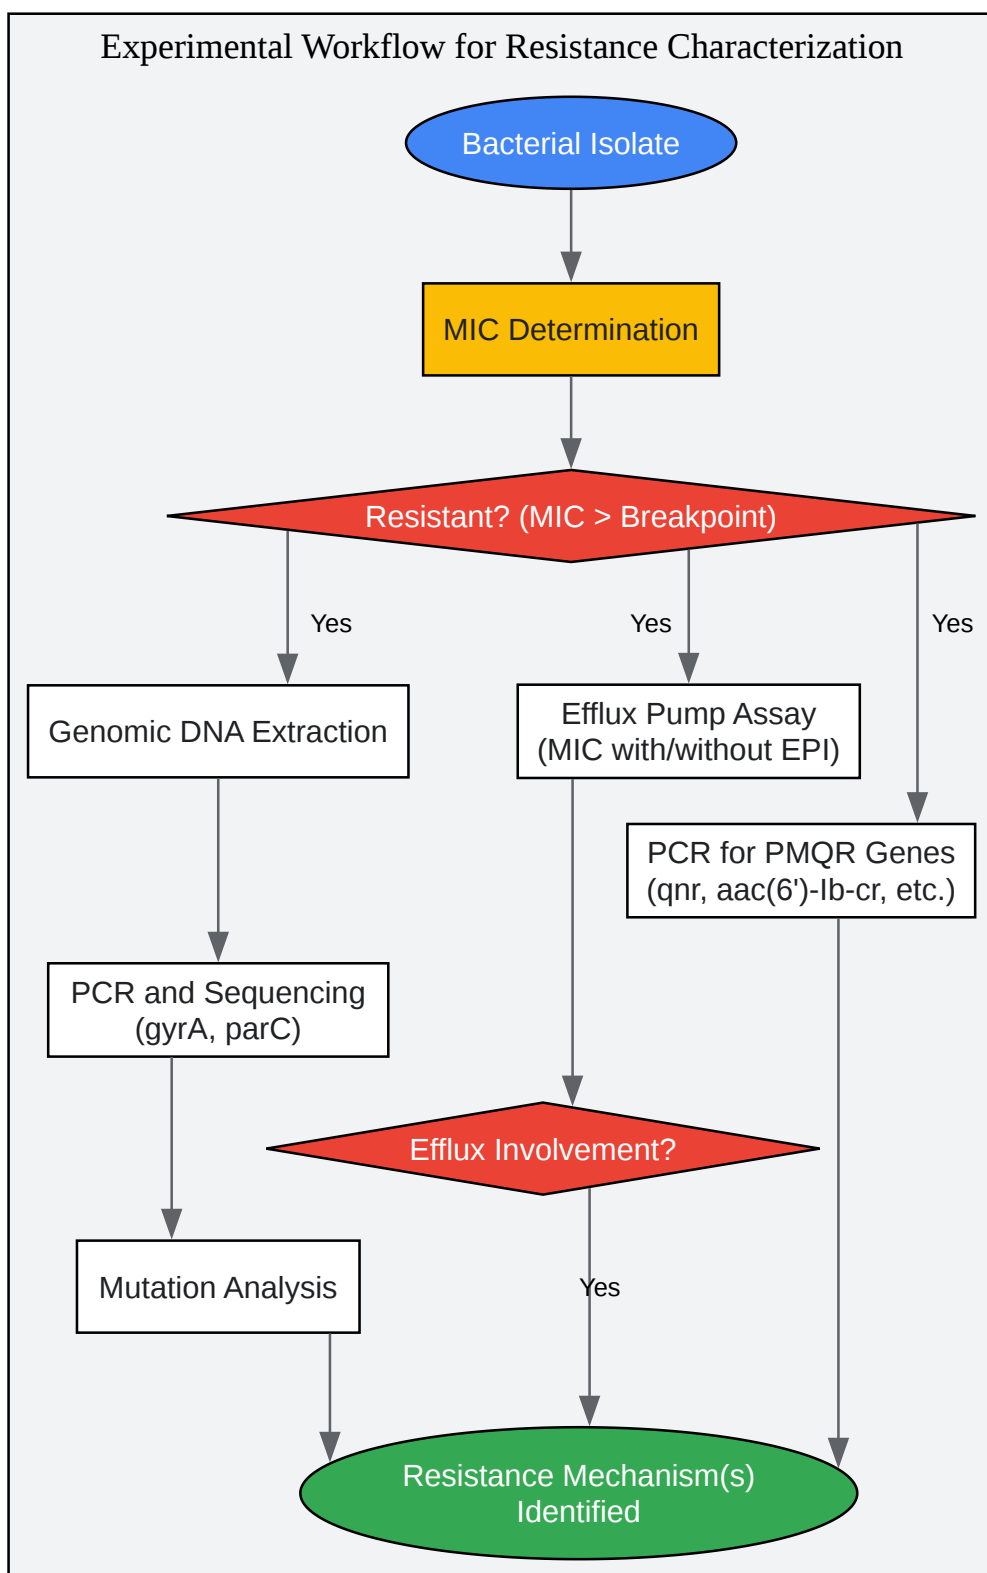 Experimental Workflow for Resistance Characterization
Bacterial Isolate
MIC Determination
Resistant? (MIC > Breakpoint)
Yes
Yes
Yes
Genomic DNA Extraction
Efflux Pump Assay
(MIC with/without EPI)
PCR for PMQR Genes
(qnr, aac(6')-Ib-cr, etc.)
PCR and Sequencing
(gyrA, parC)
Efflux Involvement?
Mutation Analysis
Yes
Resistance Mechanism(s)
Identified